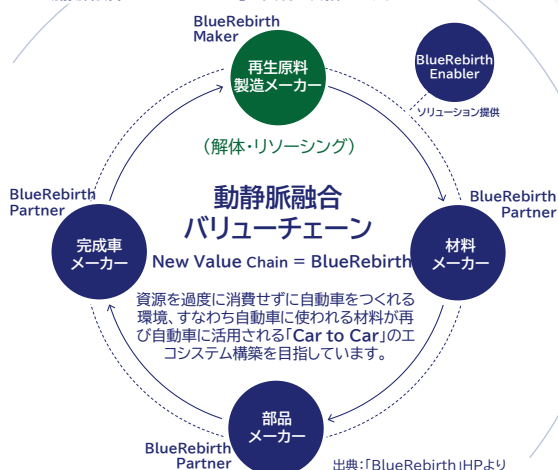 BlueRebirth
Maker
再生原料
製造メーカー
BlueRebirth
Enabler
ソリューション提供
(解体・リソーシング)
動静脈融合
バリューチェーン
New Value Chain = BlueRebirth
BlueRebirth
Partner
完成車
メーカー
BlueRebirth
Partner
材料
メーカー
資源を過度に消費せずに自動車をつくれる
環境、すなわち自動車に使われる材料が再
び自動車に活用される「Car to Car」のエ
コシステム構築を目指しています。
部品
メーカー
BlueRebirth
Partner
出典:「BlueRebirth」HPより